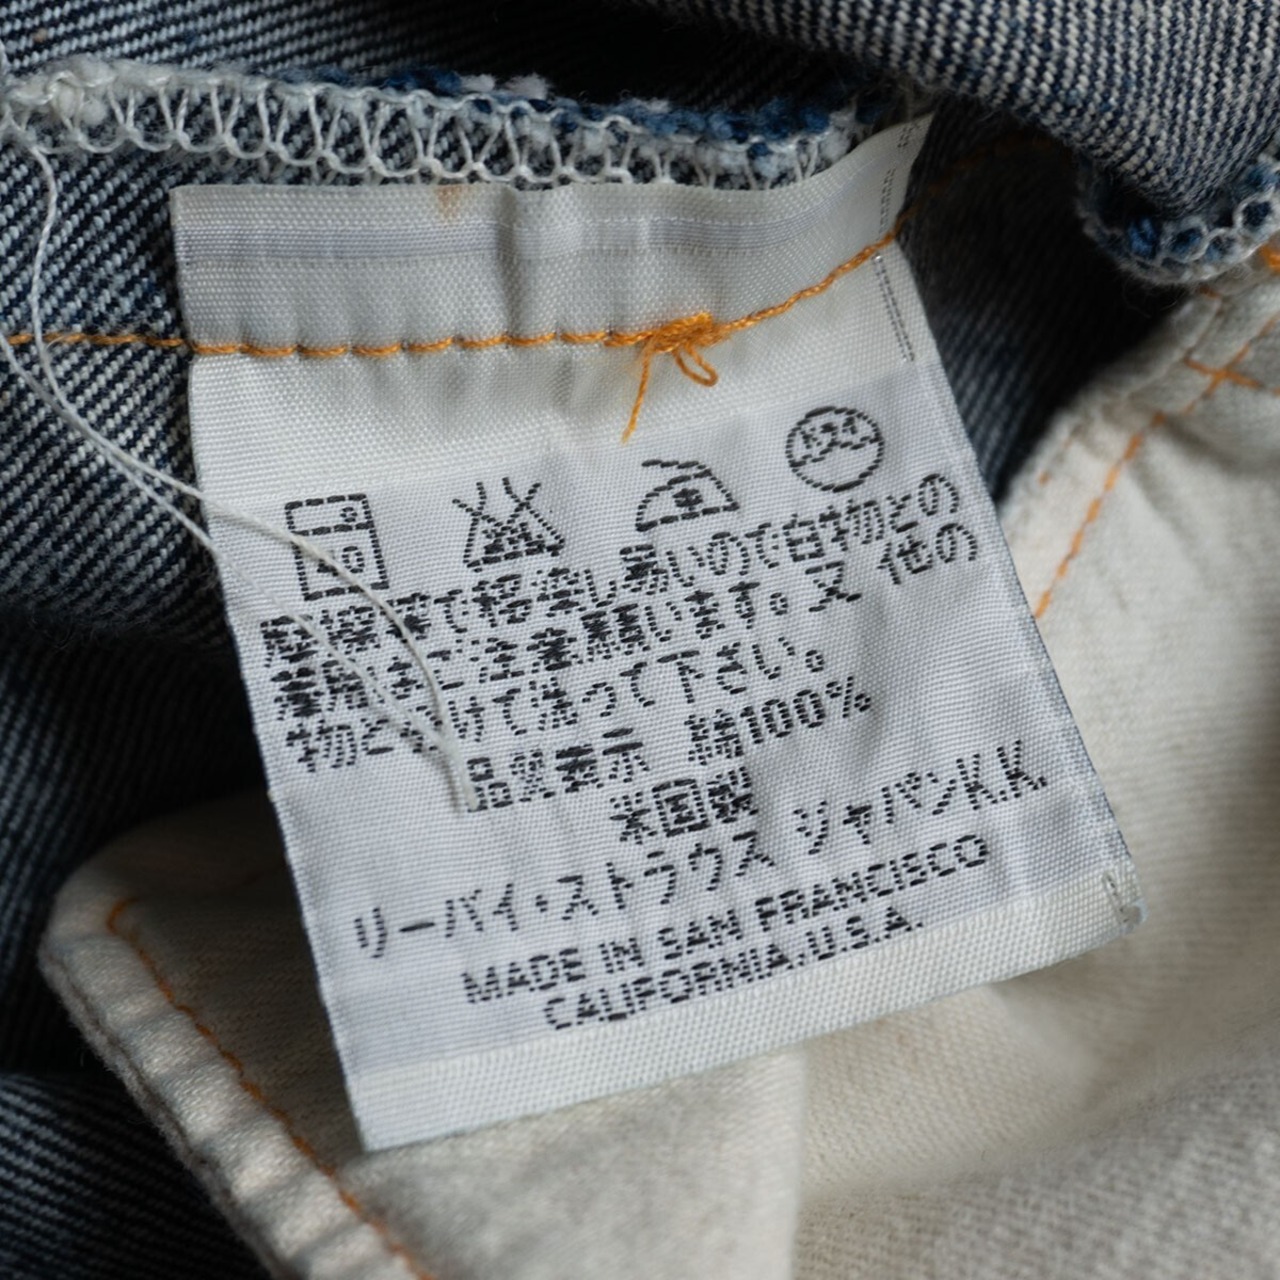 摩擦等で移染し易いので白物との
着用はご注意願います。又 他の
物と分けて洗って下さい。
品質表示 綿100%
米国製
リーバイ・ストラウス ジャパンK.K.
MADE IN SAN FRANCISCO
CALIFORNIA.U.S.A.